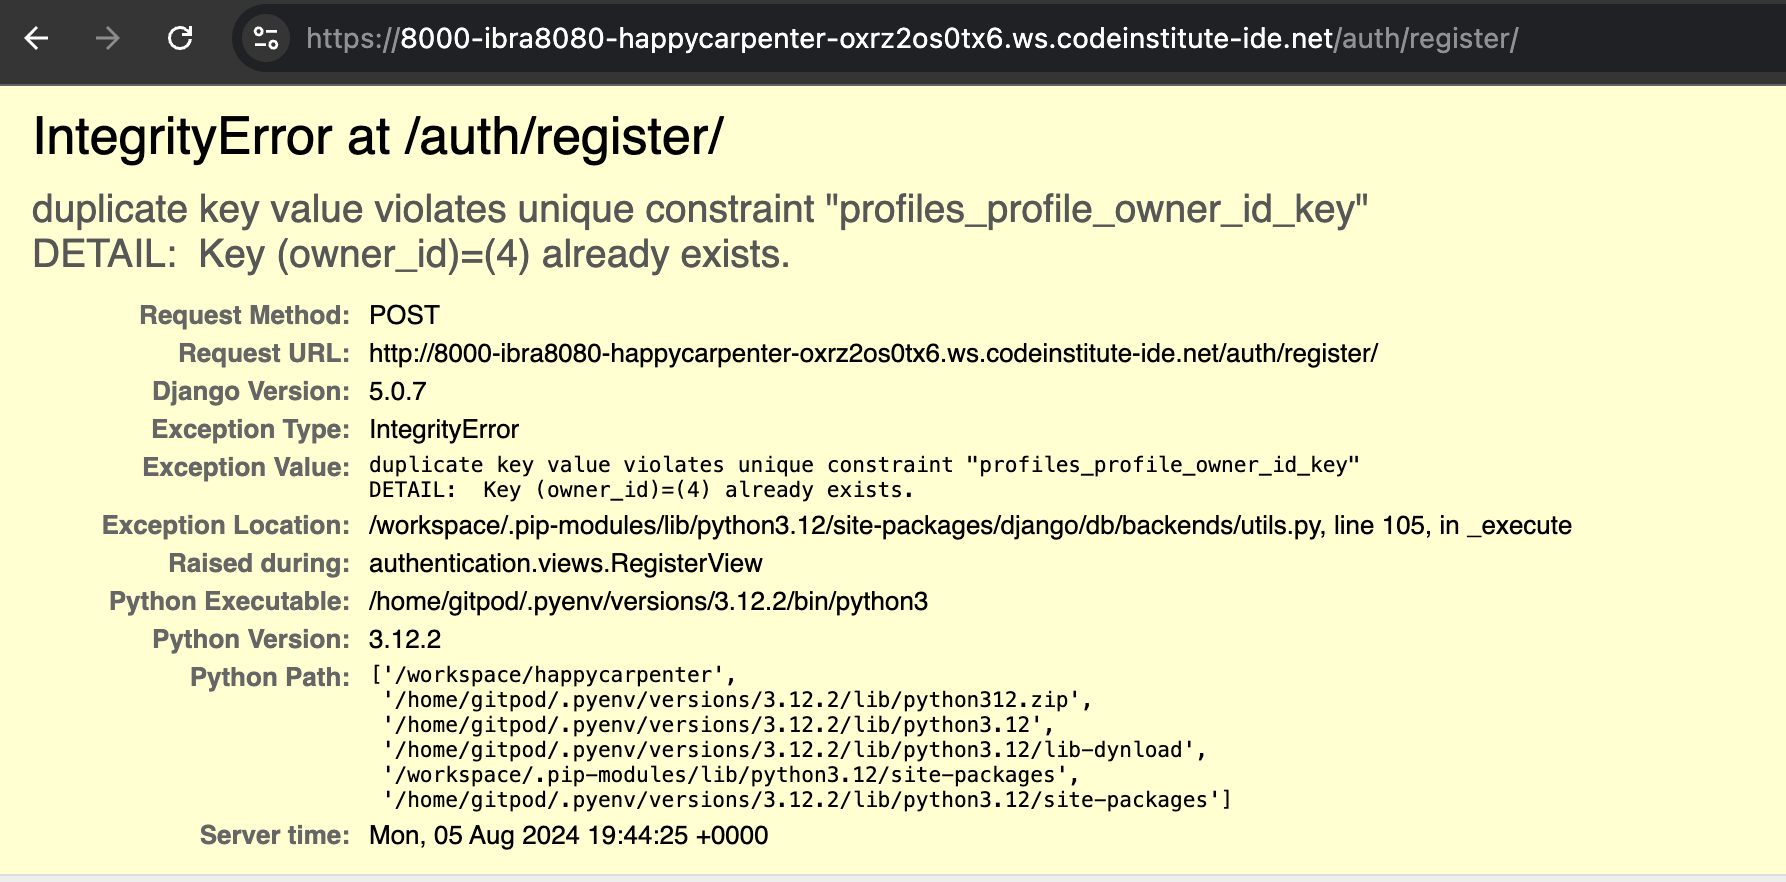 https://8000-ibra8080-happycarpenter-oxrz2os0tx6.ws.codeinstitute-ide.net/auth/register/
IntegrityError at /auth/register/
duplicate key value violates unique constraint "profiles_profile_owner_id_key"
DETAIL:  Key (owner_id)=(4) already exists.
Request Method: POST
Request URL: http://8000-ibra8080-happycarpenter-oxrz2os0tx6.ws.codeinstitute-ide.net/auth/register/
Django Version: 5.0.7
Exception Type: IntegrityError
Exception Value: duplicate key value violates unique constraint "profiles_profile_owner_id_key"
DETAIL:  Key (owner_id)=(4) already exists.
Exception Location: /workspace/.pip-modules/lib/python3.12/site-packages/django/db/backends/utils.py, line 105, in _execute
Raised during: authentication.views.RegisterView
Python Executable: /home/gitpod/.pyenv/versions/3.12.2/bin/python3
Python Version: 3.12.2
Python Path: ['/workspace/happycarpenter',
'/home/gitpod/.pyenv/versions/3.12.2/lib/python312.zip',
'/home/gitpod/.pyenv/versions/3.12.2/lib/python3.12',
'/home/gitpod/.pyenv/versions/3.12.2/lib/python3.12/lib-dynload',
'/workspace/.pip-modules/lib/python3.12/site-packages',
'/home/gitpod/.pyenv/versions/3.12.2/lib/python3.12/site-packages']
Server time: Mon, 05 Aug 2024 19:44:25 +0000